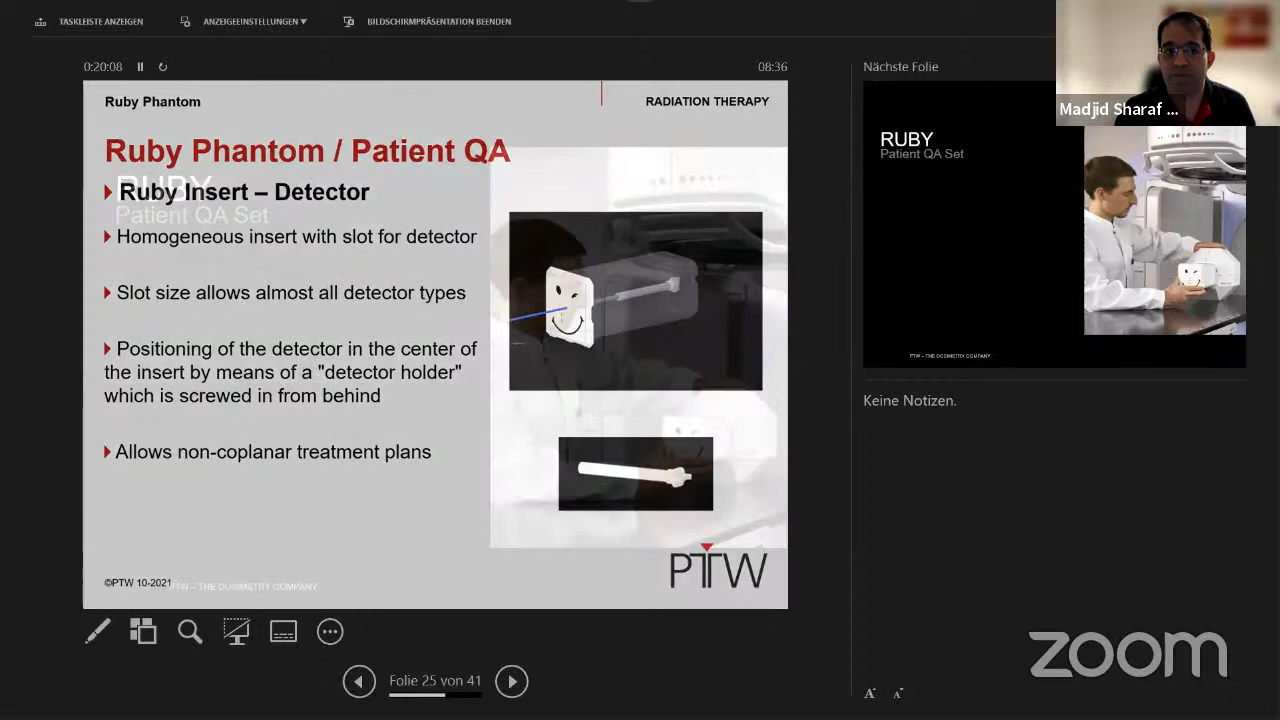 TASKLEISTE ANZEIGEN
ANZEIGEEINSTELLUNGEN ▼
BILDSCHIRMPRÄSENTATION BEENDEN
0:20:08
08:36
Ruby Phantom
RADIATION THERAPY
Ruby Phantom / Patient QA
RUBY
Ruby Insert – Detector
Patient QA Set
Homogeneous insert with slot for detector
Slot size allows almost all detector types
Positioning of the detector in the center of
the insert by means of a "detector holder"
which is screwed in from behind
Allows non-coplanar treatment plans
PTW
©PTW 10-2021
PTW – THE DOSIMETRY COMPANY
Folie 25 von 41
Nächste Folie
Madjid Sharaf ...
RUBY
Patient QA Set
PTW – THE DOSIMETRY COMPANY
Keine Notizen.
zoom
A A